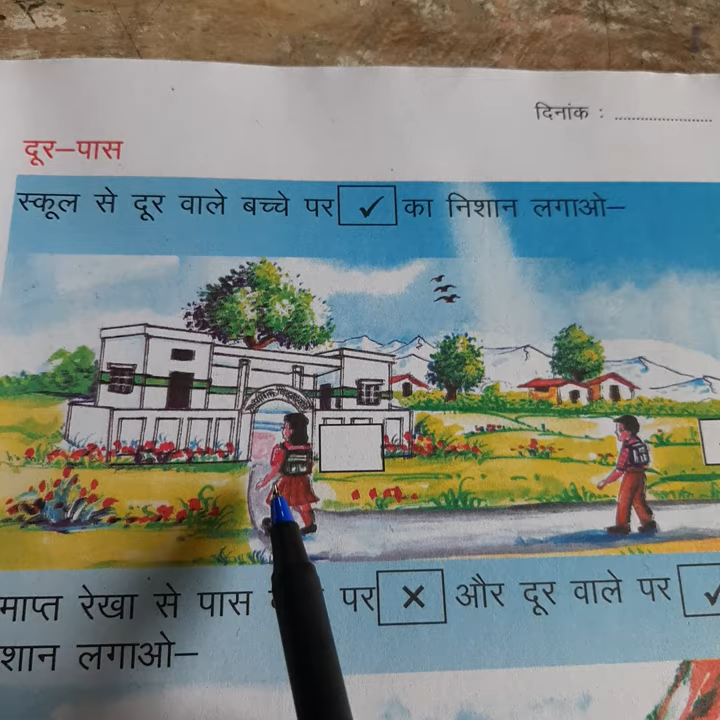 दिनांक : ......................
दूर–पास
स्कूल से दूर वाले बच्चे पर ✓ का निशान लगाओ–
माप्त रेखा से पास पर × और दूर वाले पर ✓
शान लगाओ–